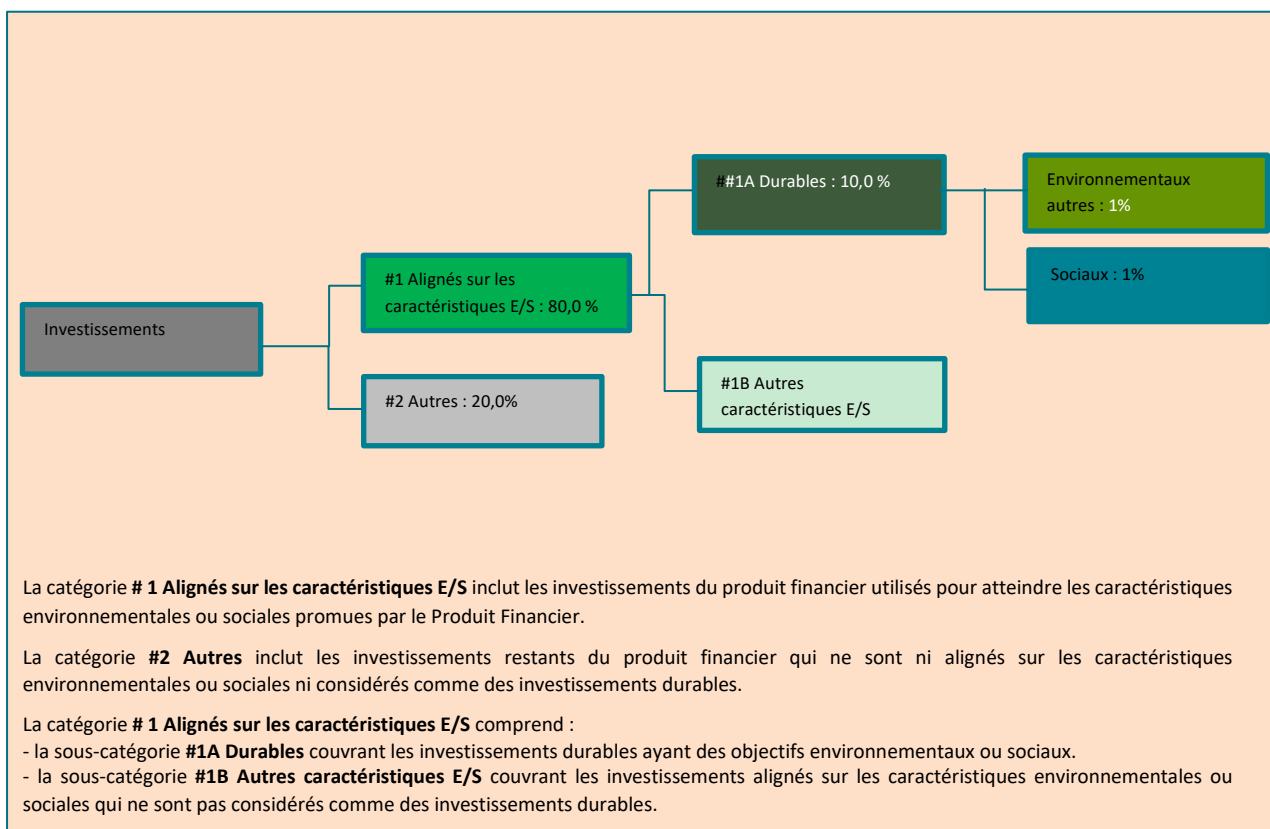 ##1A Durables : 10,0 %
Environnementaux
autres : 1%
#1 Alignés sur les
caractéristiques E/S : 80,0 %
Sociaux : 1%
Investissements
#2 Autres : 20,0%
#1B Autres
caractéristiques E/S
La catégorie # 1 Alignés sur les caractéristiques E/S inclut les investissements du produit financier utilisés pour atteindre les caractéristiques
environnementales ou sociales promues par le Produit Financier.
La catégorie #2 Autres inclut les investissements restants du produit financier qui ne sont ni alignés sur les caractéristiques
environnementales ou sociales ni considérés comme des investissements durables.
La catégorie # 1 Alignés sur les caractéristiques E/S comprend :
- la sous-catégorie #1A Durables couvrant les investissements durables ayant des objectifs environnementaux ou sociaux.
- la sous-catégorie #1B Autres caractéristiques E/S couvrant les investissements alignés sur les caractéristiques environnementales ou
sociales qui ne sont pas considérés comme des investissements durables.